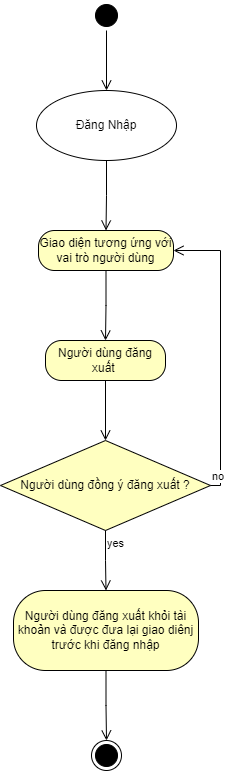 Đăng Nhập
Giao diện tương ứng với
vai trò người dùng
Người dùng đăng
xuất
Người dùng đồng ý đăng xuất ?
no
yes
Người dùng đăng xuất khỏi tài
khoản và được đưa lại giao diênj
trước khi đăng nhập